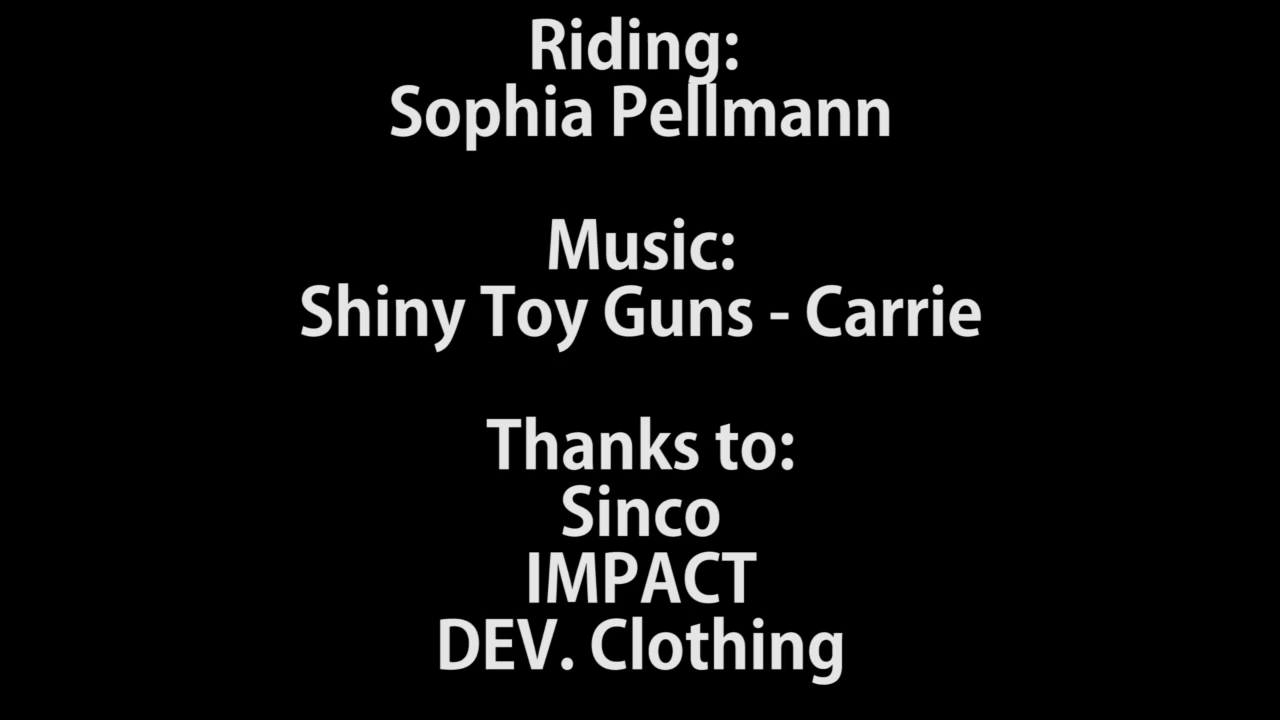 Riding:
Sophia Pellmann
Music:
Shiny Toy Guns - Carrie
Thanks to:
Sinco
IMPACT
DEV. Clothing